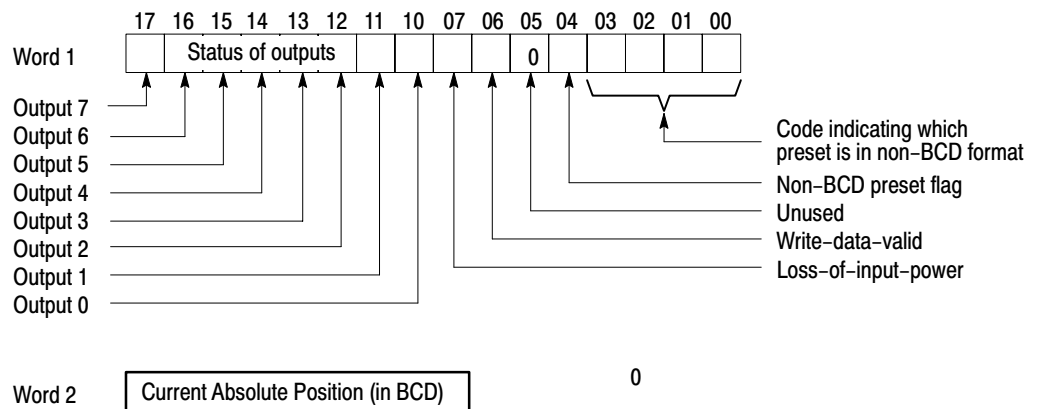 17 16 15 14 13 12 11 10 07 06 05 04 03 02 01 00
Word 1 Status of outputs 0
Output 7
Output 6
Output 5
Output 4
Output 3
Output 2
Output 1
Output 0
Code indicating which
preset is in non-BCD format
Non-BCD preset flag
Unused
Write-data-valid
Loss-of-input-power
Word 2 Current Absolute Position (in BCD) 0